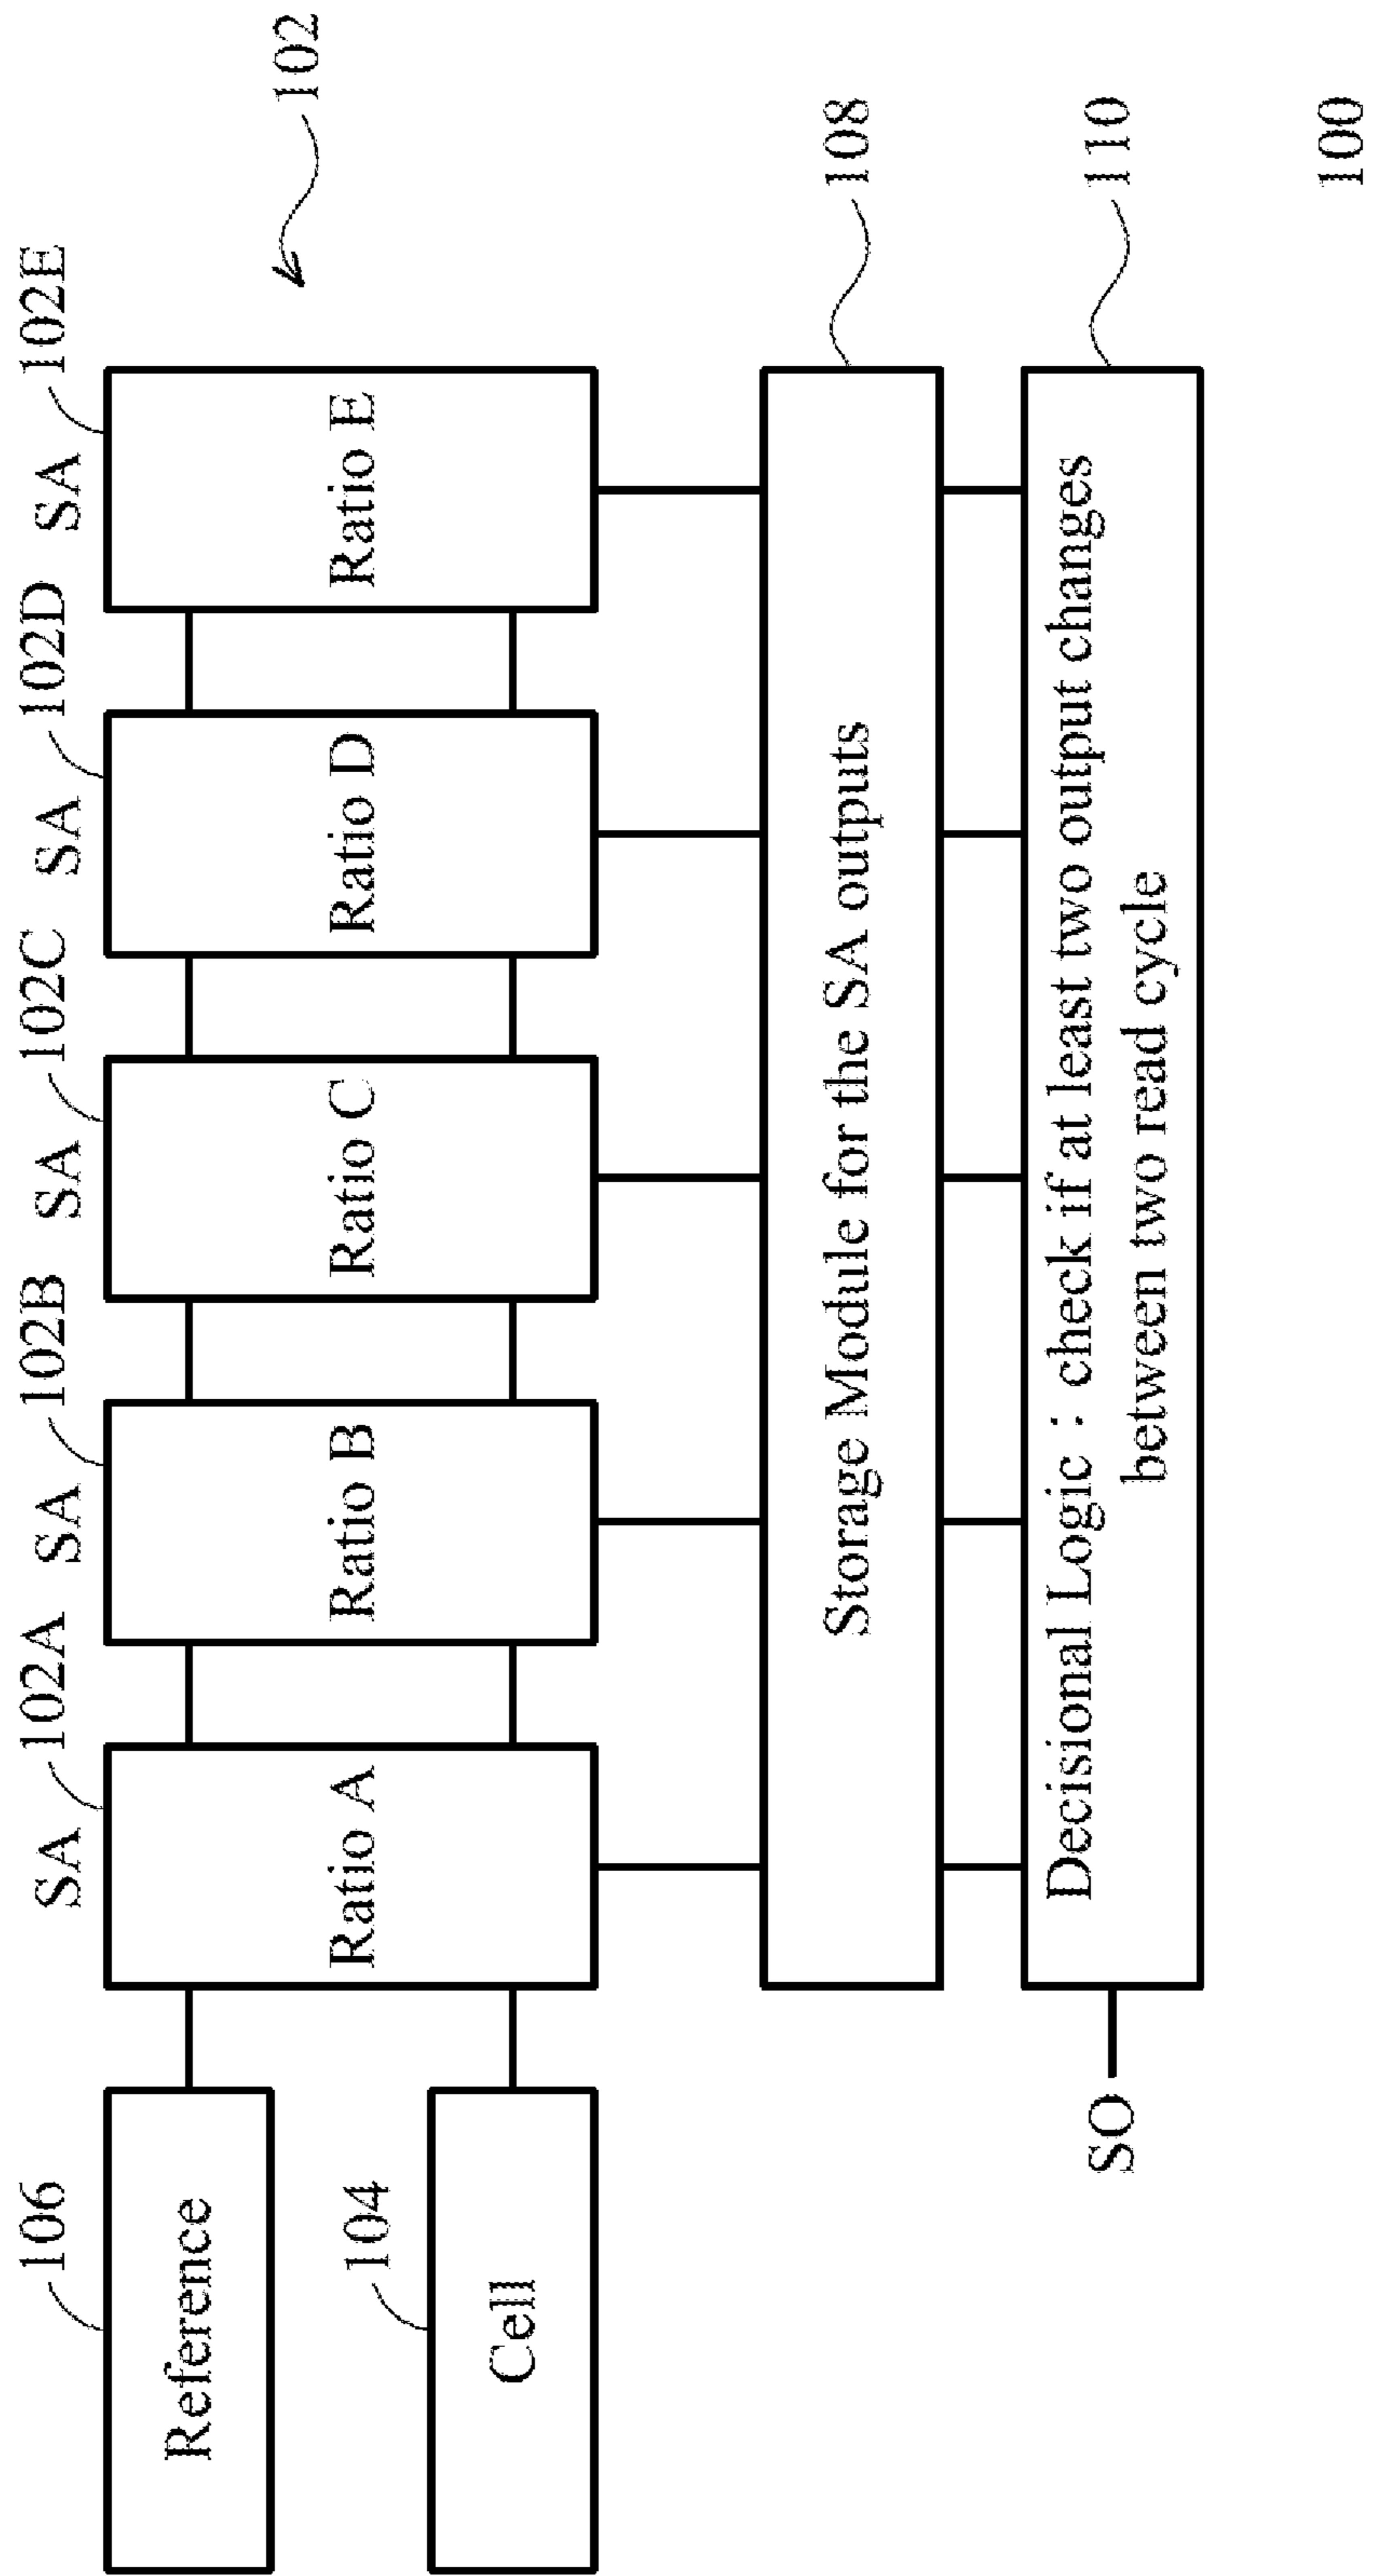 SA 102A SA 102B SA 102C SA 102D SA 102E
102
106
Reference
104
Cell
Ratio A
Ratio B
Ratio C
Ratio D
Ratio E
Storage Module for the SA outputs
108
Decisional Logic : check if at least two output changes
between two read cycle
110
SO
100